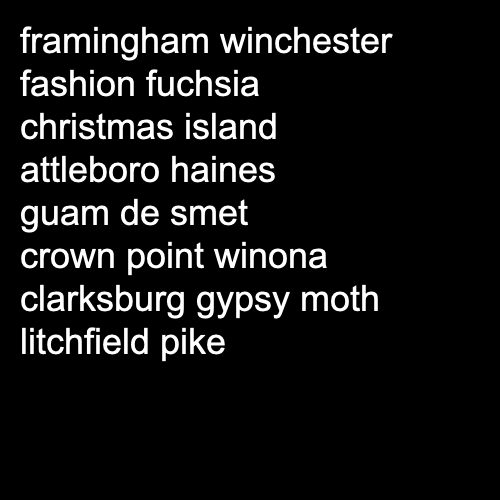 framingham winchester
fashion fuchsia
christmas island
attleboro haines
guam de smet
crown point winona
clarksburg gypsy moth
litchfield pike